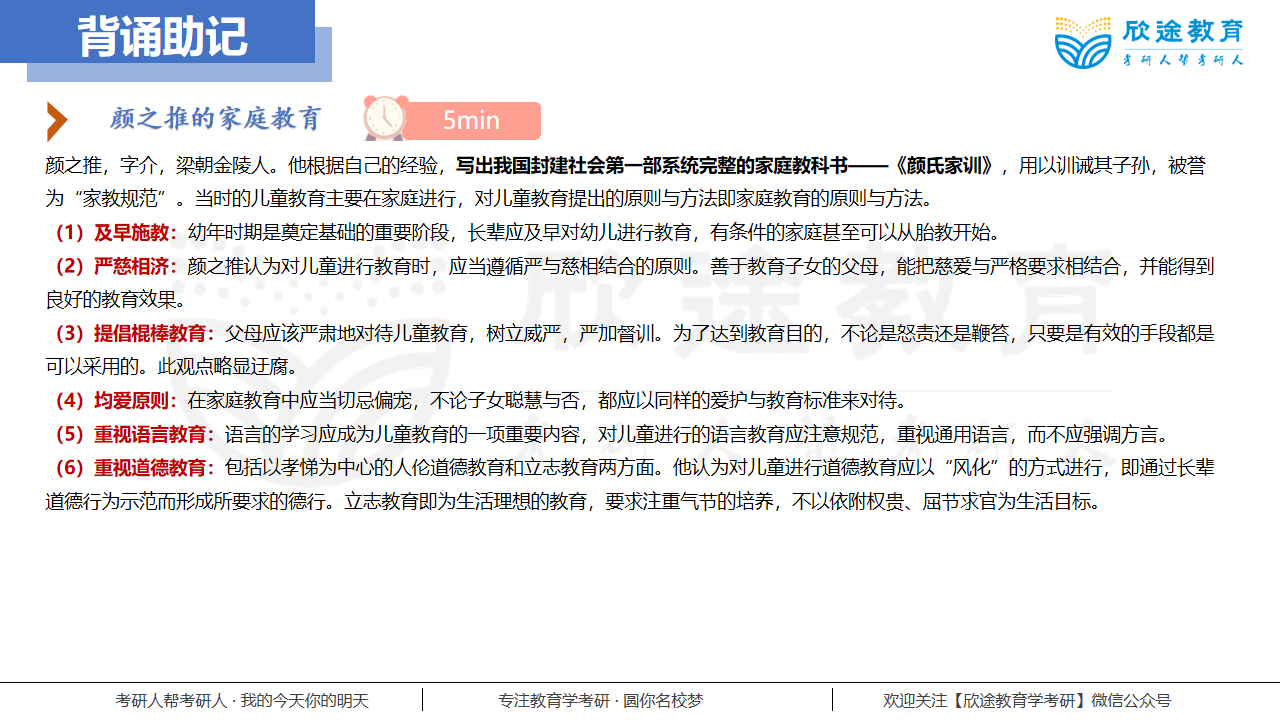 背诵助记
欣途教育
考研人帮考研人
颜之推的家庭教育
5min
颜之推，字介，梁朝金陵人。他根据自己的经验，写出我国封建社会第一部系统完整的家庭教科书——《颜氏家训》，用以训诫其子孙，被誉
为“家教规范”。当时的儿童教育主要在家庭进行，对儿童教育提出的原则与方法即家庭教育的原则与方法。
（1）及早施教：幼年时期是奠定基础的重要阶段，长辈应及早对幼儿进行教育，有条件的家庭甚至可以从胎教开始。
（2）严慈相济：颜之推认为对儿童进行教育时，应当遵循严与慈相结合的原则。善于教育子女的父母，能把慈爱与严格要求相结合，并能得到
良好的教育效果。
（3）提倡棍棒教育：父母应该严肃地对待儿童教育，树立威严，严加督训。为了达到教育目的，不论是怒责还是鞭笞，只要是有效的手段都是
可以采用的。此观点略显迂腐。
（4）均爱原则：在家庭教育中应当切忌偏宠，不论子女聪慧与否，都应以同样的爱护与教育标准来对待。
（5）重视语言教育：语言的学习应成为儿童教育的一项重要内容，对儿童进行的语言教育应注意规范，重视通用语言，而不应强调方言。
（6）重视道德教育：包括以孝悌为中心的人伦道德教育和立志教育两方面。他认为对儿童进行道德教育应以“风化”的方式进行，即通过长辈
道德行为示范而形成所要求的德行。立志教育即为生活理想的教育，要求注重气节的培养，不以依附权贵、屈节求官为生活目标。
欣途教育
考研人帮考研人
考研人帮考研人 · 我的今天你的明天
专注教育学考研 · 圆你名校梦
欢迎关注【欣途教育学考研】微信公众号